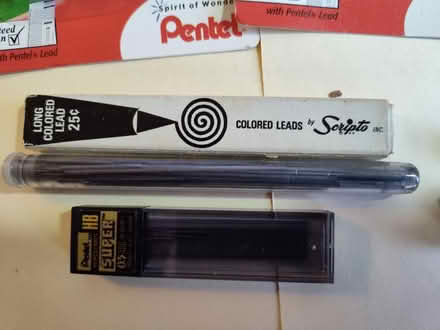 Spirit of Wonde
Pentel
with Pentel® Lead
with Pentel® Lead
LONG
COLORED
LEAD
25¢
COLORED LEADS by Scripto INC.
Pentel HB
SUPER